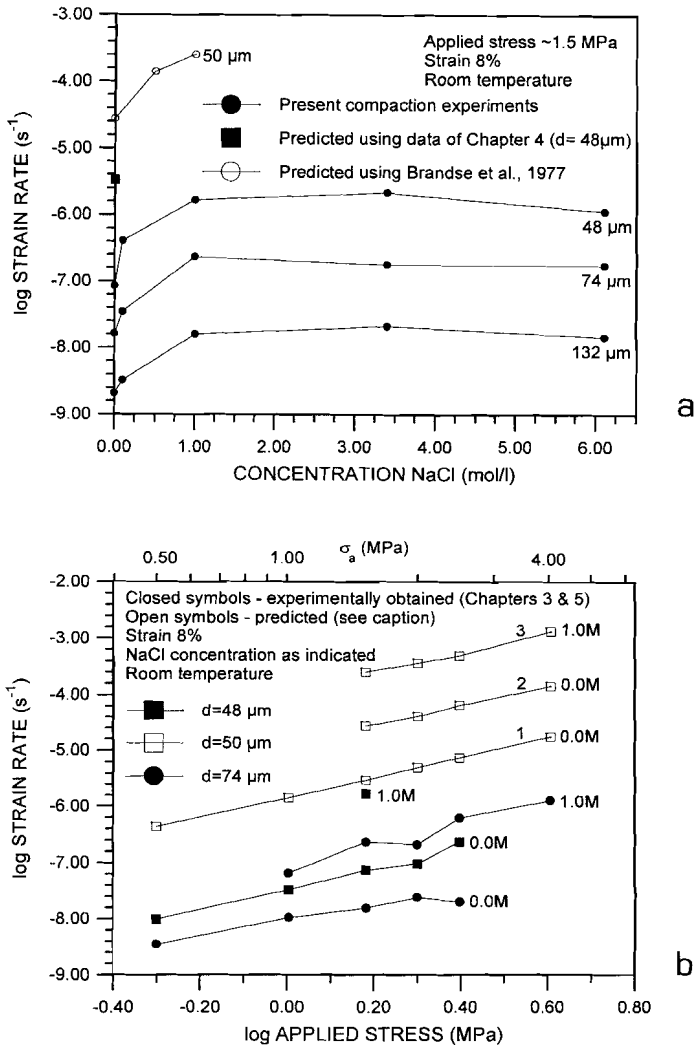 -3.00
-4.00
-5.00
-6.00
-7.00
-8.00
-9.00
log STRAIN RATE (s⁻¹)
50 µm
Applied stress ~1.5 MPa
Strain 8%
Room temperature
Present compaction experiments
Predicted using data of Chapter 4 (d= 48µm)
Predicted using Brandse et al., 1977
48 µm
74 µm
132 µm
0.00 1.00 2.00 3.00 4.00 5.00 6.00
CONCENTRATION NaCl (mol/l)
a
σa (MPa)
0.50 1.00 4.00
-2.00
-3.00
-4.00
-5.00
-6.00
-7.00
-8.00
-9.00
log STRAIN RATE (s⁻¹)
Closed symbols - experimentally obtained (Chapters 3 & 5)
Open symbols - predicted (see caption)
Strain 8%
NaCl concentration as indicated
Room temperature
d=48 µm
d=50 µm
d=74 µm
3 1.0M
2 0.0M
1 0.0M
1.0M
1.0M
0.0M
0.0M
-0.40 -0.20 0.00 0.20 0.40 0.60 0.80
log APPLIED STRESS (MPa)
b